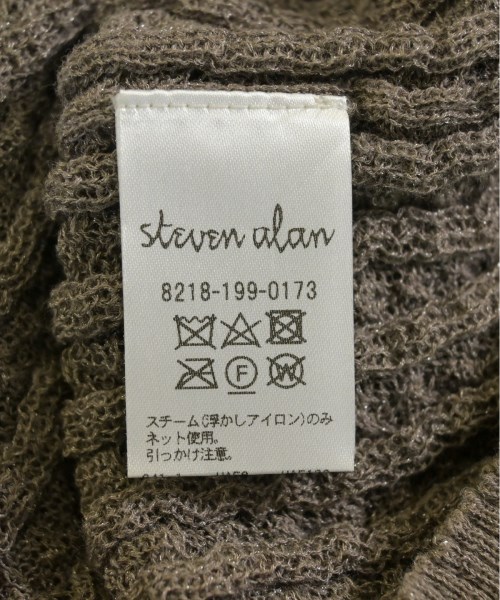 steven alan
8218-199-0173
F
W
スチーム(浮かしアイロン)のみ
ネット使用。
引っかけ注意。